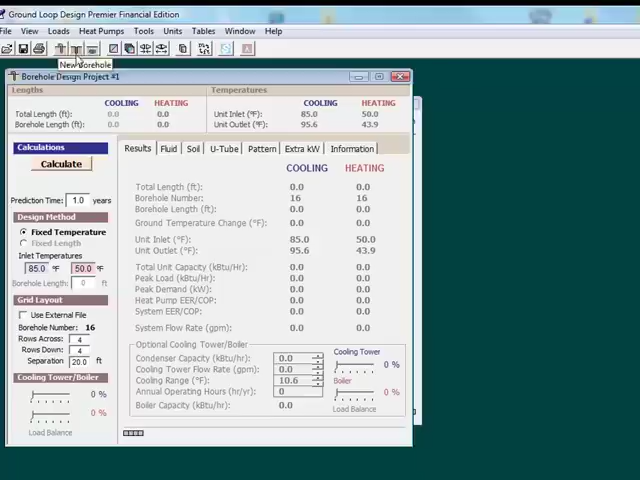 Ground Loop Design Premier Financial Edition
File View Loads Heat Pumps Tools Units Tables Window Help
New Borehole
Borehole Design Project #1
Lengths Temperatures
COOLING HEATING COOLING HEATING
Total Length (ft): 0.0 0.0 Unit Inlet (°F): 85.0 50.0
Borehole Length (ft): 0.0 0.0 Unit Outlet (°F): 95.6 43.9
Calculations
Calculate
Prediction Time: 1.0 years
Design Method
Fixed Temperature
Fixed Length
Inlet Temperatures
85.0 °F 50.0 °F
Borehole Length: 0 ft
Grid Layout
Use External File
Borehole Number: 16
Rows Across: 4
Rows Down: 4
Separation 20.0 ft
Cooling Tower/Boiler
0 %
0 %
Load Balance
Results Fluid Soil U-Tube Pattern Extra kW Information
COOLING HEATING
Total Length (ft): 0.0 0.0
Borehole Number: 16 16
Borehole Length (ft): 0.0 0.0
Ground Temperature Change (°F): 0.0 0.0
Unit Inlet (°F): 85.0 50.0
Unit Outlet (°F): 95.6 43.9
Total Unit Capacity (kBtu/Hr): 0.0 0.0
Peak Load (kBtu/Hr): 0.0 0.0
Peak Demand (kW): 0.0 0.0
Heat Pump EER/COP: 0.0 0.0
System EER/COP: 0.0 0.0
System Flow Rate (gpm): 0.0 0.0
Optional Cooling Tower/Boiler
Condenser Capacity (kBtu/hr): 0.0
Cooling Tower Flow Rate (gpm): 0.0
Cooling Range (°F): 10.6
Annual Operating Hours (hr/yr): 0
Boiler Capacity (kBtu/hr): 0.0
Cooling Tower
0 %
Boiler
0 %
Load Balance